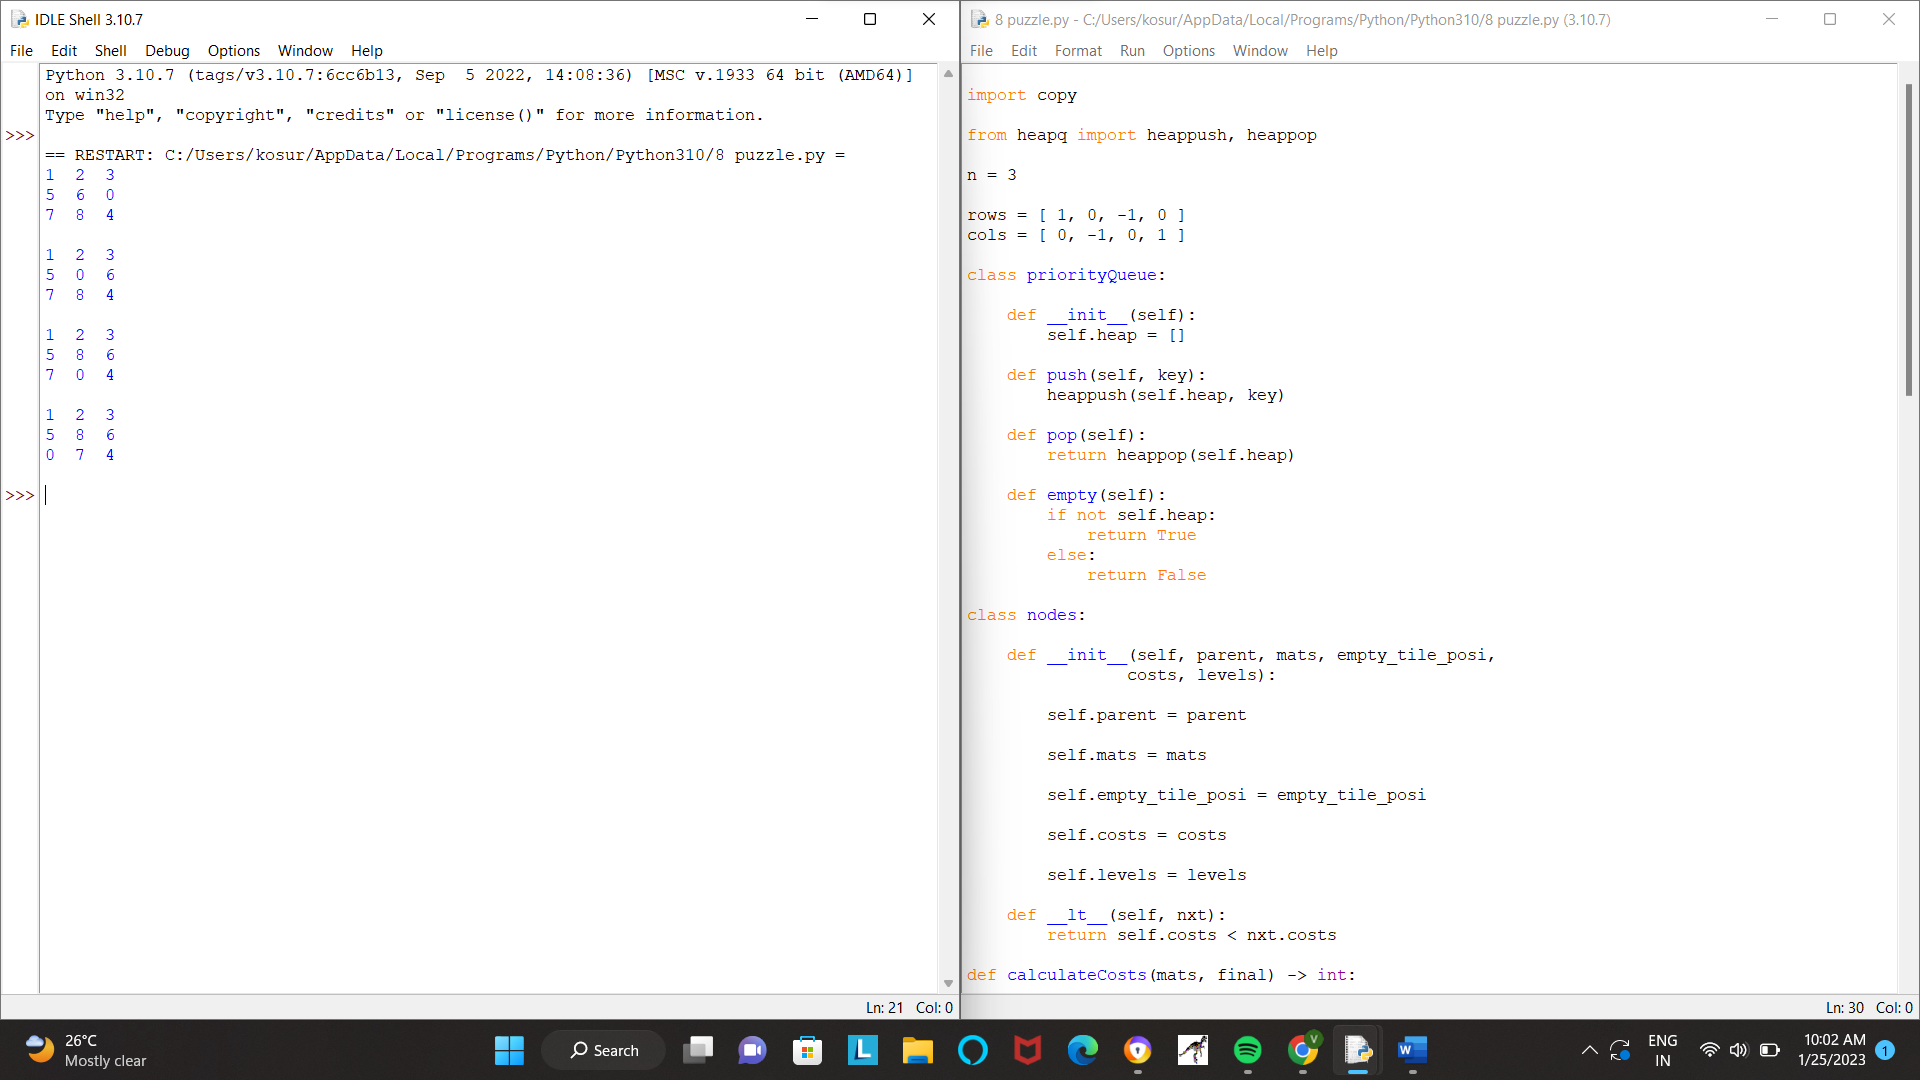 IDLE Shell 3.10.7
File Edit Shell Debug Options Window Help
Python 3.10.7 (tags/v3.10.7:6cc6b13, Sep  5 2022, 14:08:36) [MSC v.1933 64 bit (AMD64)]
on win32
Type "help", "copyright", "credits" or "license()" for more information.
>>>
== RESTART: C:/Users/kosur/AppData/Local/Programs/Python/Python310/8 puzzle.py =
1 2 3
5 6 0
7 8 4
1 2 3
5 0 6
7 8 4
1 2 3
5 8 6
7 0 4
1 2 3
5 8 6
0 7 4
>>>
Ln: 21 Col: 0
8 puzzle.py - C:/Users/kosur/AppData/Local/Programs/Python/Python310/8 puzzle.py (3.10.7)
File Edit Format Run Options Window Help
import copy
from heapq import heappush, heappop
n = 3
rows = [ 1, 0, -1, 0 ]
cols = [ 0, -1, 0, 1 ]
class priorityQueue:
def __init__(self):
self.heap = []
def push(self, key):
heappush(self.heap, key)
def pop(self):
return heappop(self.heap)
def empty(self):
if not self.heap:
return True
else:
return False
class nodes:
def __init__(self, parent, mats, empty_tile_posi,
costs, levels):
self.parent = parent
self.mats = mats
self.empty_tile_posi = empty_tile_posi
self.costs = costs
self.levels = levels
def __lt__(self, nxt):
return self.costs < nxt.costs
def calculateCosts(mats, final) -> int:
Ln: 30 Col: 0
26°C
Mostly clear
Search
L
V
W
ENG
IN
10:02 AM
1/25/2023
1